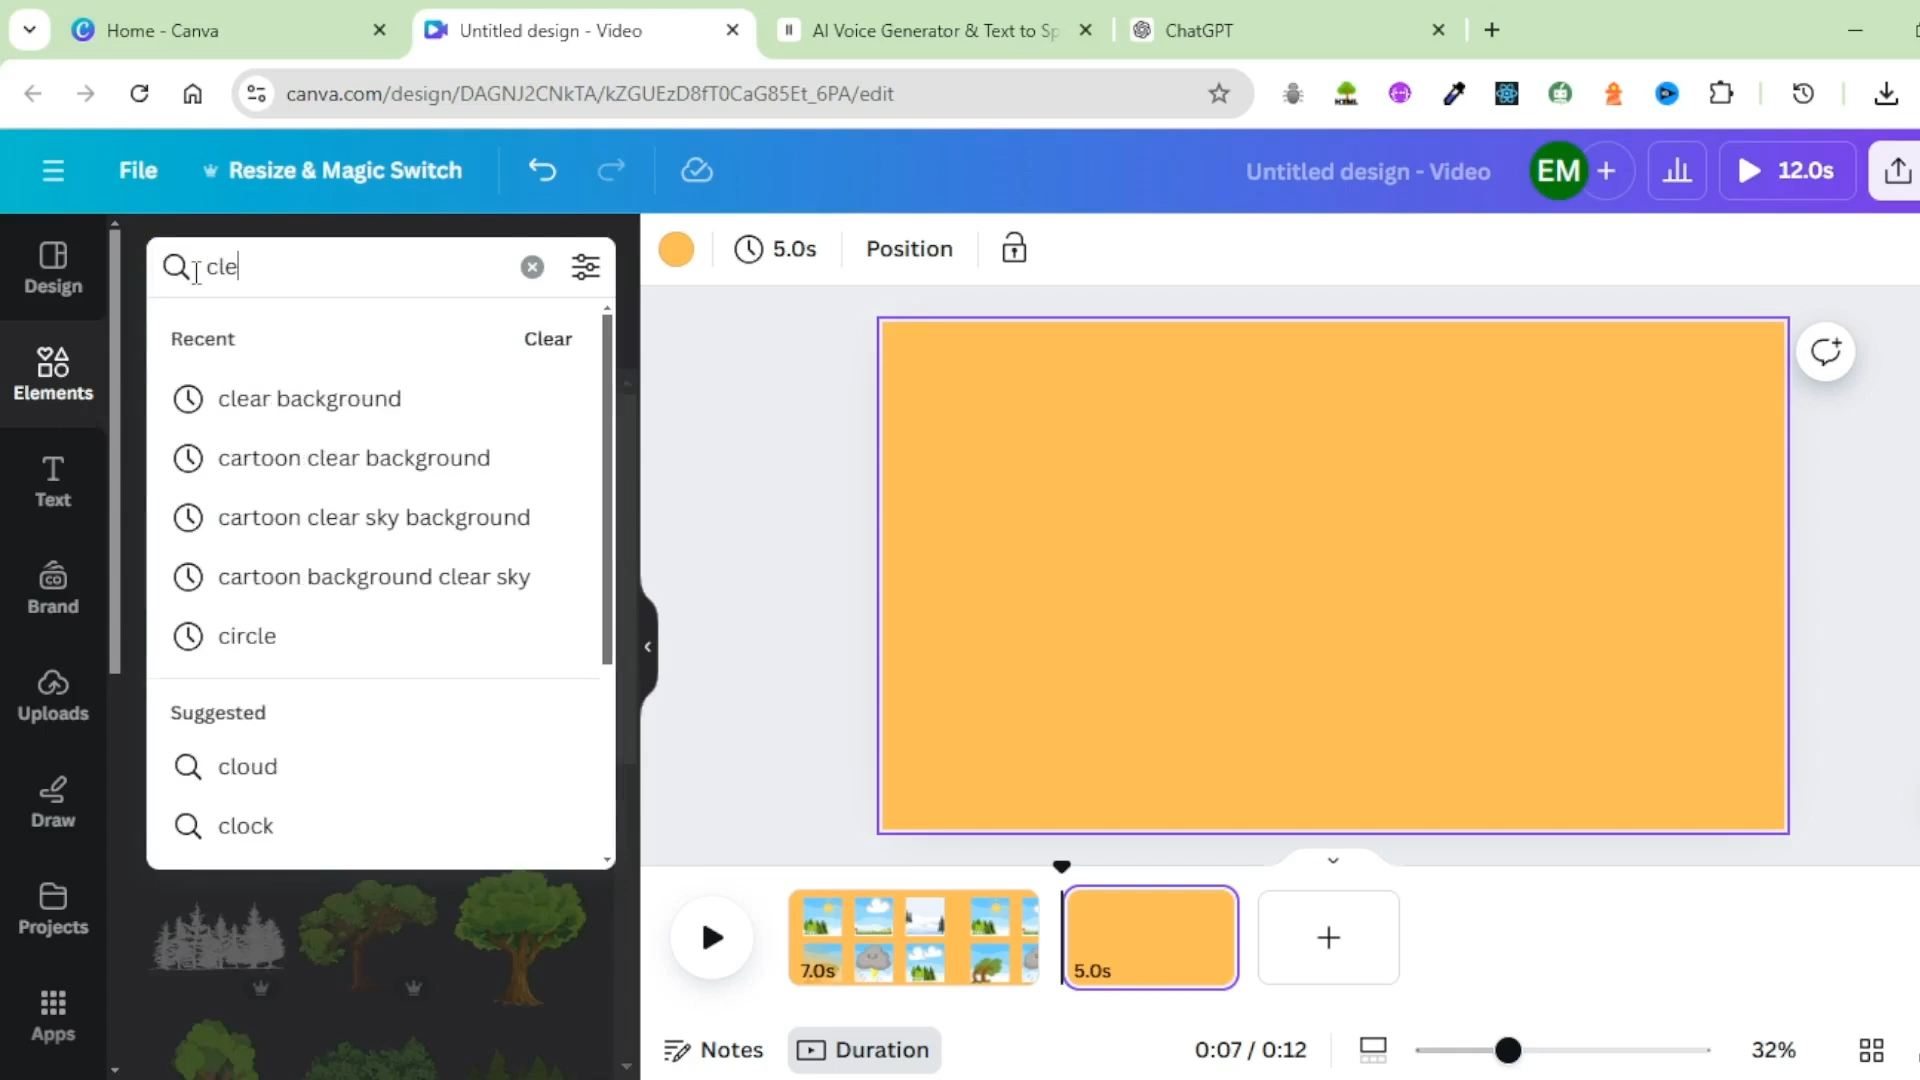 Home - Canva
Untitled design - Video
AI Voice Generator & Text to Sp
ChatGPT
canva.com/design/DAGNJ2CNkTA/kZGUEzD8fT0CaG85Et_6PA/edit
File
Resize & Magic Switch
Untitled design - Video
EM
12.0s
Design
Elements
Text
Brand
Uploads
Draw
Projects
Apps
cle
Recent
Clear
clear background
cartoon clear background
cartoon clear sky background
cartoon background clear sky
circle
Suggested
cloud
clock
5.0s
Position
7.0s
5.0s
Notes
Duration
0:07 / 0:12
32%